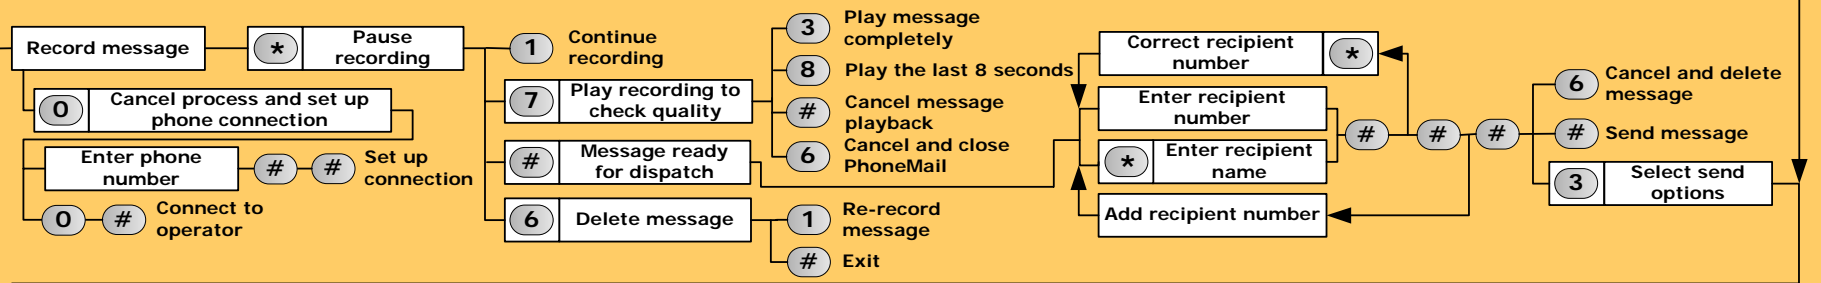 Record message
*
Pause
recording
0
Cancel process and set up
phone connection
Enter phone
number
#
#
Set up
connection
0
#
Connect to
operator
1
Continue
recording
7
Play recording to
check quality
3
Play message
completely
8
Play the last 8 seconds
#
Cancel message
playback
6
Cancel and close
PhoneMail
#
Message ready
for dispatch
6
Delete message
1
Re-record
message
#
Exit
Correct recipient
number
*
Enter recipient
number
*
Enter recipient
name
Add recipient number
#
#
#
6
Cancel and delete
message
#
Send message
3
Select send
options